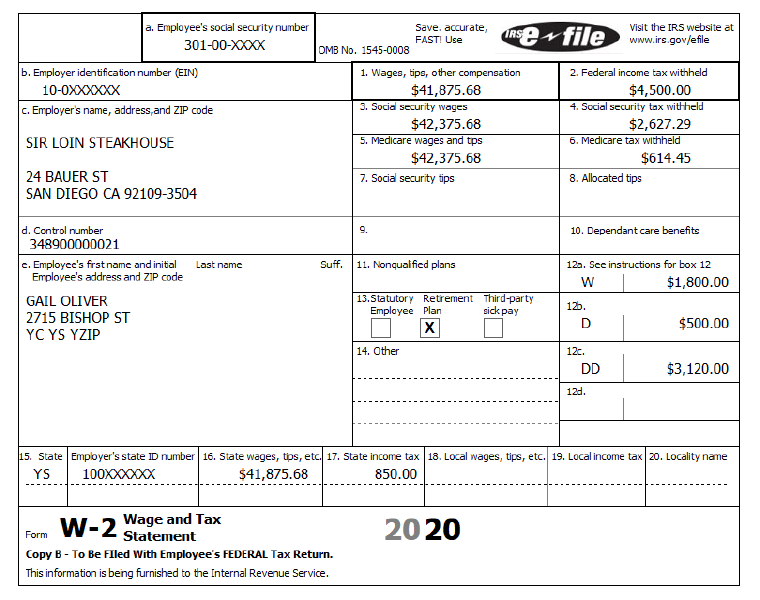 a. Employee's social security number
301-00-XXXX
OMB No. 1545-0008
Save. accurate,
FAST! Use
IRS e file
Visit the IRS website at
www.irs.gov/efile
b. Employer identification number (EIN)
10-0XXXXXX
1. Wages, tips, other compensation
$41,875.68
2. Federal income tax withheld
$4,500.00
c. Employer's name, address,and ZIP code
SIR LOIN STEAKHOUSE
24 BAUER ST
SAN DIEGO CA 92109-3504
3. Social security wages
$42,375.68
4. Social security tax withheld
$2,627.29
5. Medicare wages and tips
$42,375.68
6. Medicare tax withheld
$614.45
7. Social security tips
8. Allocated tips
d. Control number
348900000021
9.
10. Dependant care benefits
e. Employee's first name and initial Last name Suff.
Employee's address and ZIP code
GAIL OLIVER
2715 BISHOP ST
YC YS YZIP
11. Nonqualified plans
12a. See instructions for box 12
W $1,800.00
13.Statutory Retirement Third-party
Employee Plan sick pay
X
12b.
D $500.00
14. Other
12c.
DD $3,120.00
12d.
15. State Employer's state ID number 16. State wages, tips, etc. 17. State income tax 18. Local wages, tips, etc. 19. Local income tax 20. Locality name
YS 100XXXXXX $41,875.68 850.00
Form W-2 Wage and Tax
Statement
2020
Copy B - To Be FIled With Employee's FEDERAL Tax Return.
This information is being furnished to the Internal Revenue Service.